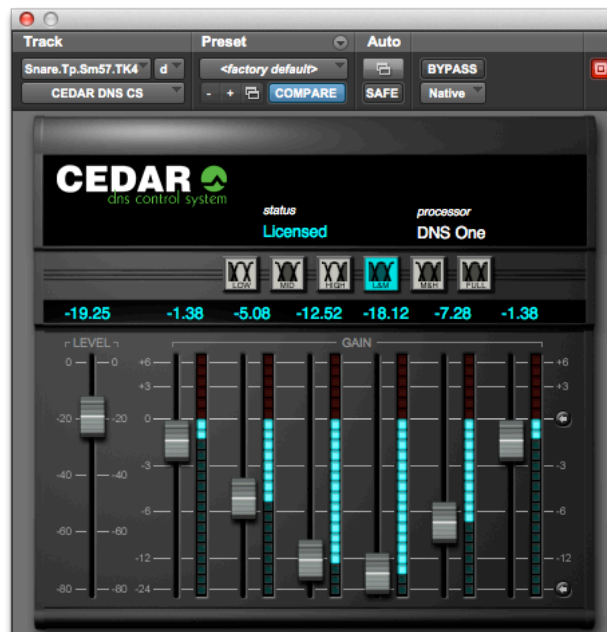 Track Preset Auto
Snare.Tp.Sm57.TK4 d <factory default> BYPASS
CEDAR DNS CS - + COMPARE SAFE Native
CEDAR
dns control system
status processor
Licensed DNS One
LOW MID HIGH L&M M&H FULL
-19.25 -1.38 -5.08 -12.52 -18.12 -7.28 -1.38
LEVEL GAIN
0 0 +6 +6
+3 +3
-20 -20 0 0
-40 -40 -3 -3
-60 -60 -6 -6
-12 -12
-80 -80 -24 -24